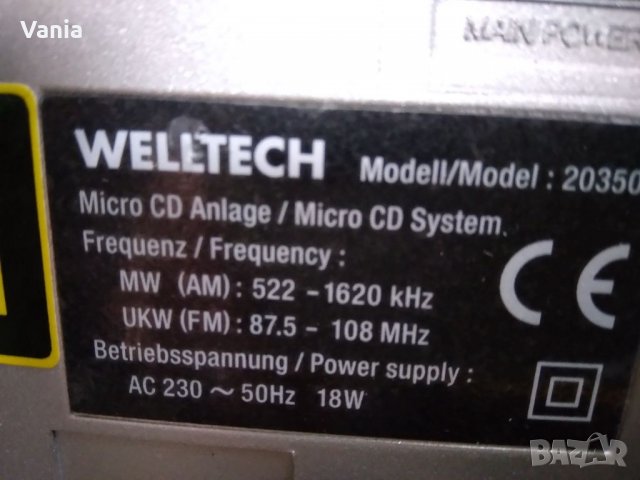 Vania
MAIN POWER
WELLTECH Modell/Model : 20350
Micro CD Anlage / Micro CD System
Frequenz / Frequency :
MW (AM) : 522 - 1620 kHz
UKW (FM) : 87.5 - 108 MHz
CE
Betriebsspannung / Power supply :
AC 230 ~ 50Hz 18W
BAZAR